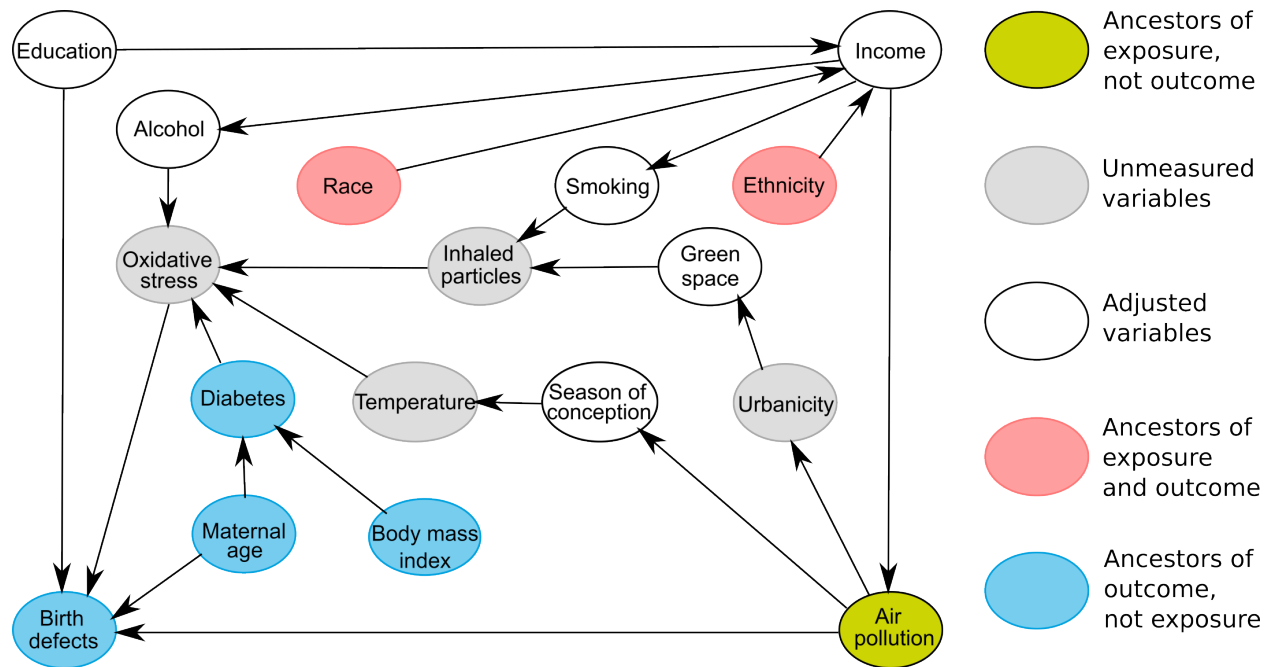 Education
Income
Alcohol
Race
Smoking
Ethnicity
Oxidative
stress
Inhaled
particles
Green
space
Diabetes
Temperature
Season of
conception
Urbanicity
Maternal
age
Body mass
index
Birth
defects
Air
pollution
Ancestors of
exposure,
not outcome
Unmeasured
variables
Adjusted
variables
Ancestors of
exposure
and outcome
Ancestors of
outcome,
not exposure